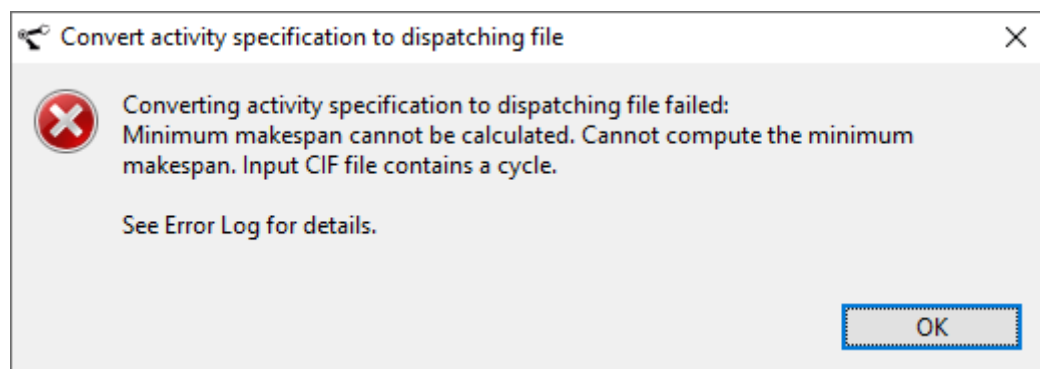 Convert activity specification to dispatching file
Converting activity specification to dispatching file failed:
Minimum makespan cannot be calculated. Cannot compute the minimum
makespan. Input CIF file contains a cycle.
See Error Log for details.
OK